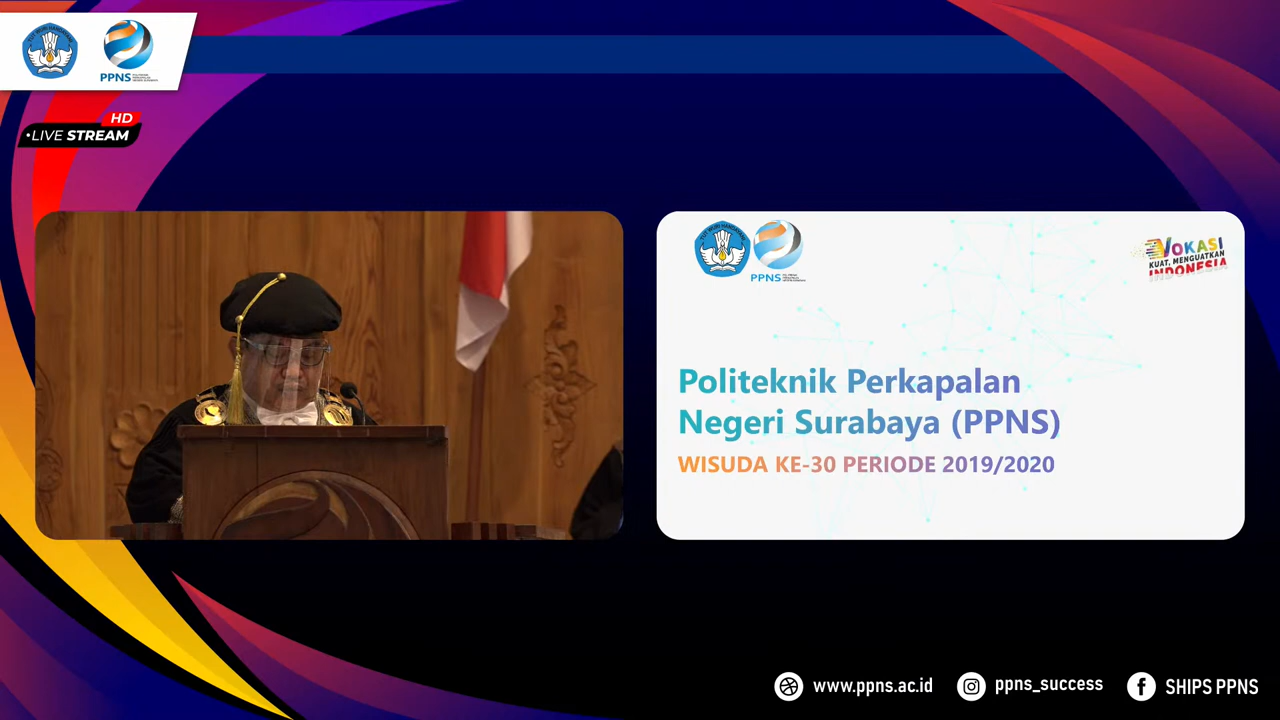 PPNS
HD
•LIVE STREAM
PPNS
VOKASI
KUAT, MENGUATKAN
INDONESIA
Politeknik Perkapalan
Negeri Surabaya (PPNS)
WISUDA KE-30 PERIODE 2019/2020
www.ppns.ac.id
ppns_success
SHIPS PPNS